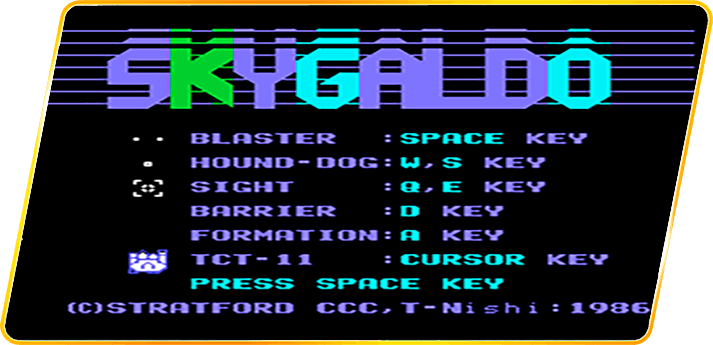 SKYGALDO
BLASTER :SPACE KEY
HOUND-DOG:W,S KEY
SIGHT :Q,E KEY
BARRIER :D KEY
FORMATION:A KEY
TCT-11 :CURSOR KEY
PRESS SPACE KEY
(C)STRATFORD CCC,T-Nishi:1986